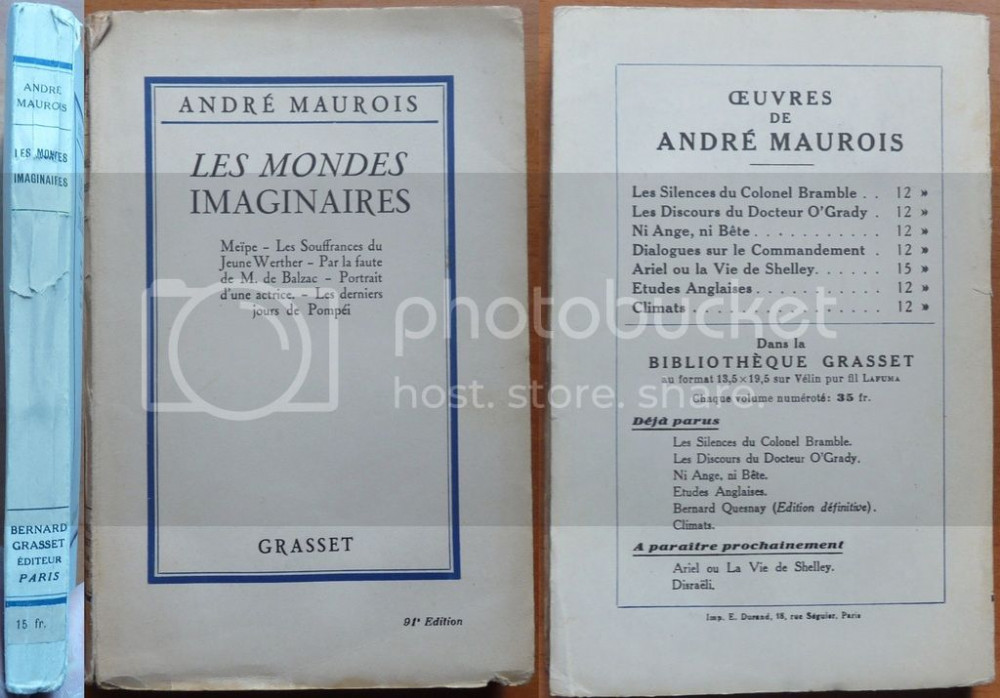 ANDRÉ
MAUROIS
LES MONDES
IMAGINAIRES
BERNARD
GRASSET
ÉDITEUR
PARIS
15 fr.
ANDRÉ MAUROIS
LES MONDES
IMAGINAIRES
Meïpe - Les Souffrances du
Jeune Werther - Par la faute
de M. de Balzac - Portrait
d'une actrice. - Les derniers
jours de Pompéi
GRASSET
91e Edition
ŒUVRES
DE
ANDRÉ MAUROIS
Les Silences du Colonel Bramble . . 12 »
Les Discours du Docteur O'Grady . 12 »
Ni Ange, ni Bête . . . . . . . . . . . 12 »
Dialogues sur le Commandement . 12 »
Ariel ou la Vie de Shelley. . . . . . 15 »
Etudes Anglaises . . . . . . . . . . . 12 »
Climats . . . . . . . . . . . . . . . . 12 »
Dans la
BIBLIOTHÈQUE GRASSET
au format 13,5×19,5 sur Vélin pur fil LAFUMA
Chaque volume numéroté : 35 fr.
Déjà parus
Les Silences du Colonel Bramble.
Les Discours du Docteur O'Grady.
Ni Ange, ni Bête.
Etudes Anglaises.
Bernard Quesnay (Edition définitive).
Climats.
A paraître prochainement
Ariel ou La Vie de Shelley.
Disraëli.
Imp. E. Durand, 18, rue Séguier, Paris
photobucket
host. store. share.